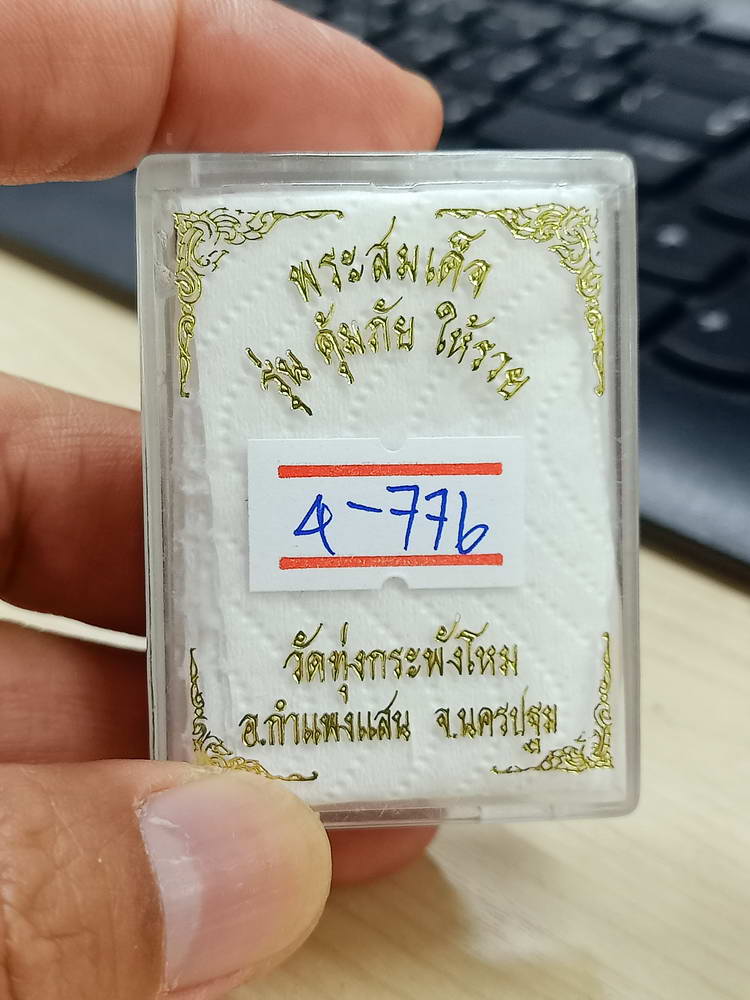 พระสมเด็จ
รุ่น คุ้มภัย ให้รวย
4-776
วัดทุ่งกระพังโหม
อ.กำแพงแสน จ.นครปฐม